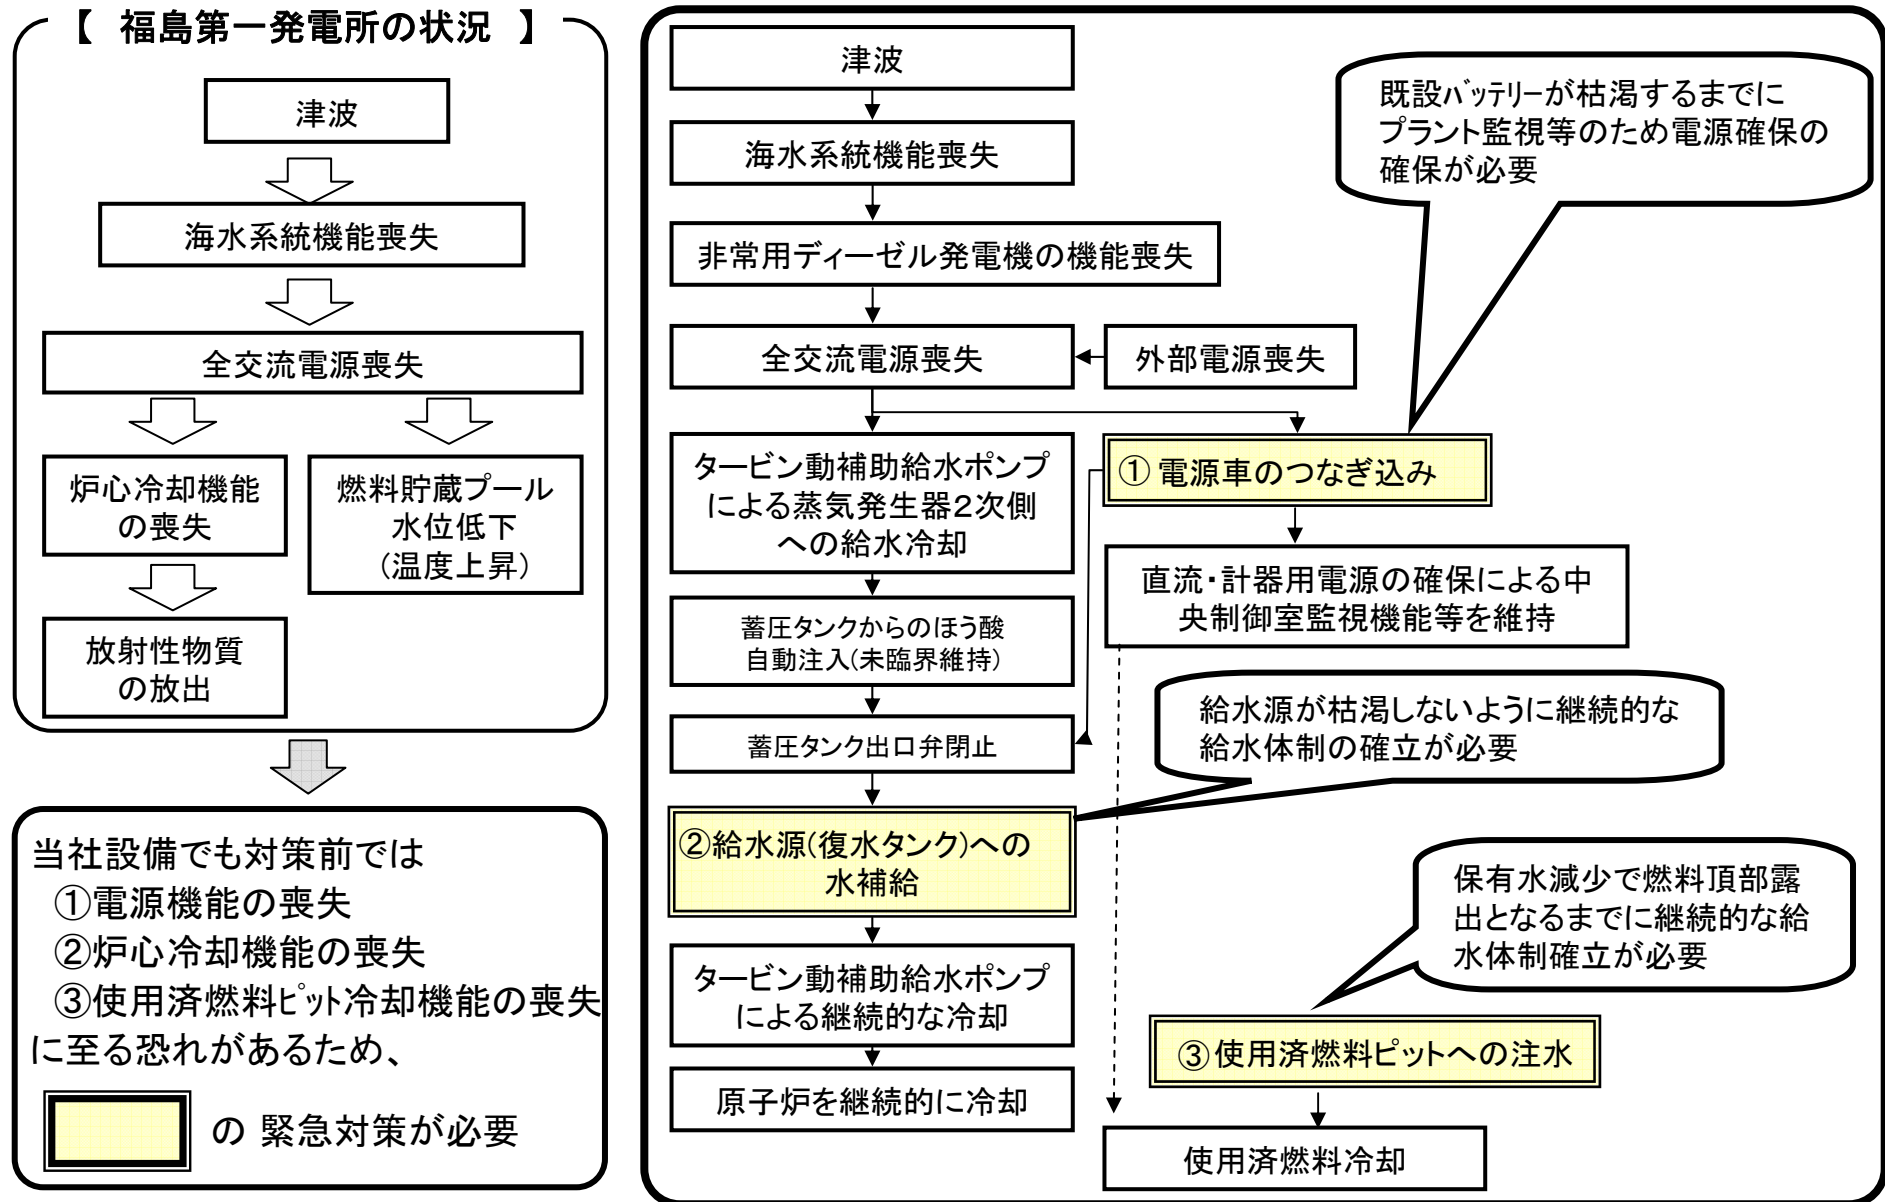 【 福島第一発電所の状況 】
津波
海水系統機能喪失
全交流電源喪失
炉心冷却機能
の喪失
燃料貯蔵プール
水位低下
(温度上昇)
放射性物質
の放出
当社設備でも対策前では
①電源機能の喪失
②炉心冷却機能の喪失
③使用済燃料ﾋﾟｯﾄ冷却機能の喪失
に至る恐れがあるため、
の 緊急対策が必要
津波
海水系統機能喪失
非常用ディーゼル発電機の機能喪失
全交流電源喪失
外部電源喪失
タービン動補助給水ポンプ
による蒸気発生器2次側
への給水冷却
蓄圧タンクからのほう酸
自動注入(未臨界維持)
蓄圧タンク出口弁閉止
②給水源(復水タンク)への
水補給
タービン動補助給水ポンプ
による継続的な冷却
原子炉を継続的に冷却
既設ﾊﾞｯﾃﾘｰが枯渇するまでに
プラント監視等のため電源確保の
確保が必要
①電源車のつなぎ込み
直流・計器用電源の確保による中
央制御室監視機能等を維持
給水源が枯渇しないように継続的な
給水体制の確立が必要
保有水減少で燃料頂部露
出となるまでに継続的な給
水体制確立が必要
③使用済燃料ピットへの注水
使用済燃料冷却